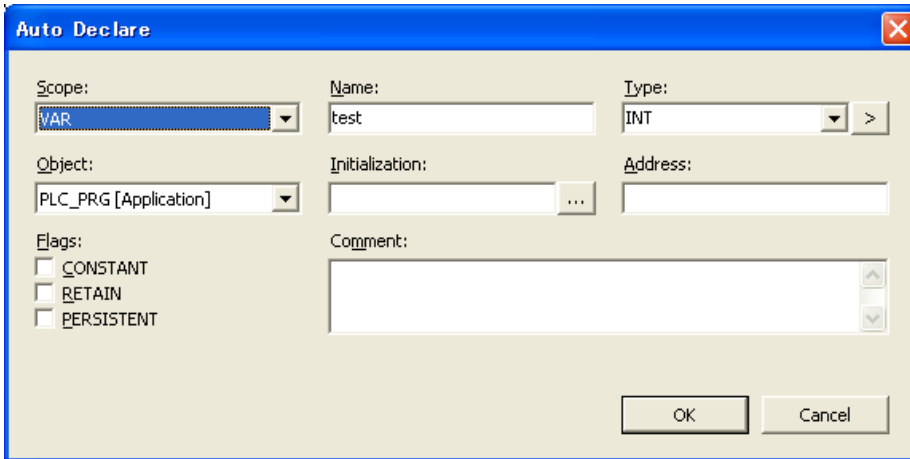 Auto Declare
Scope: Name: Type:
VAR test INT >
Object: Initialization: Address:
PLC_PRG [Application] ...
Flags: Comment:
CONSTANT
RETAIN
PERSISTENT
OK Cancel